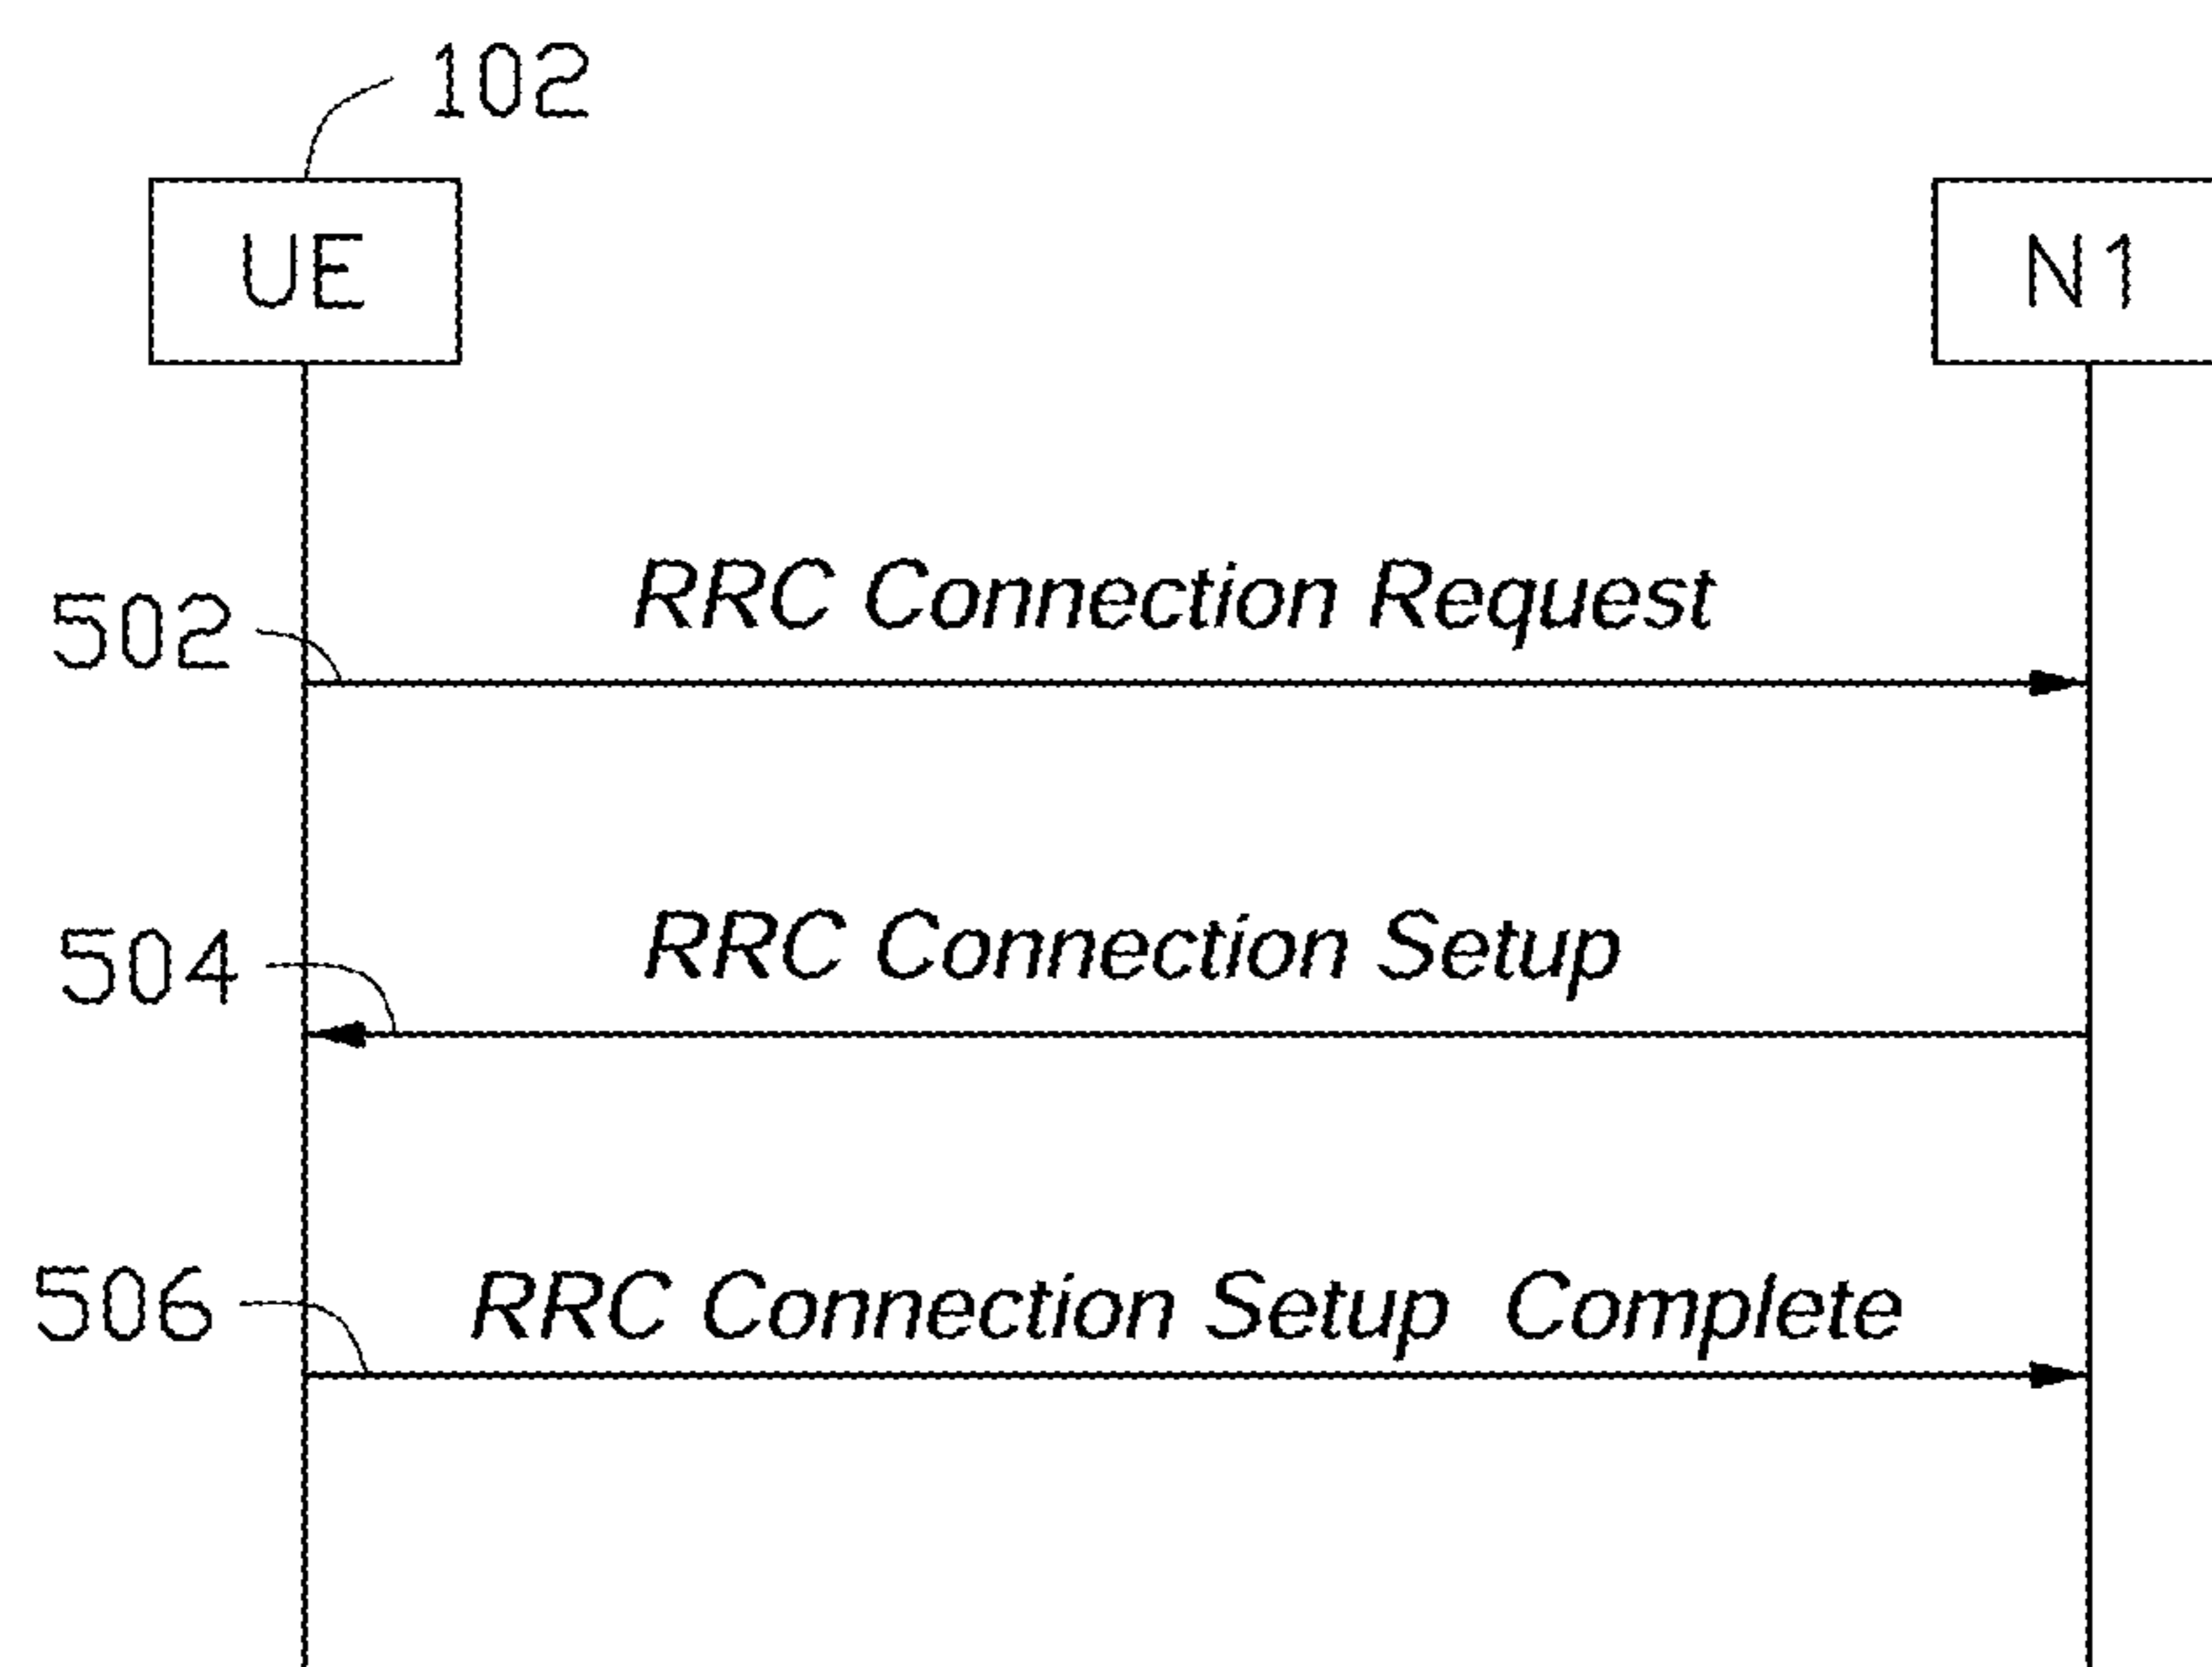 102
UE
N1
RRC Connection Request
502
RRC Connection Setup
504
RRC Connection Setup Complete
506